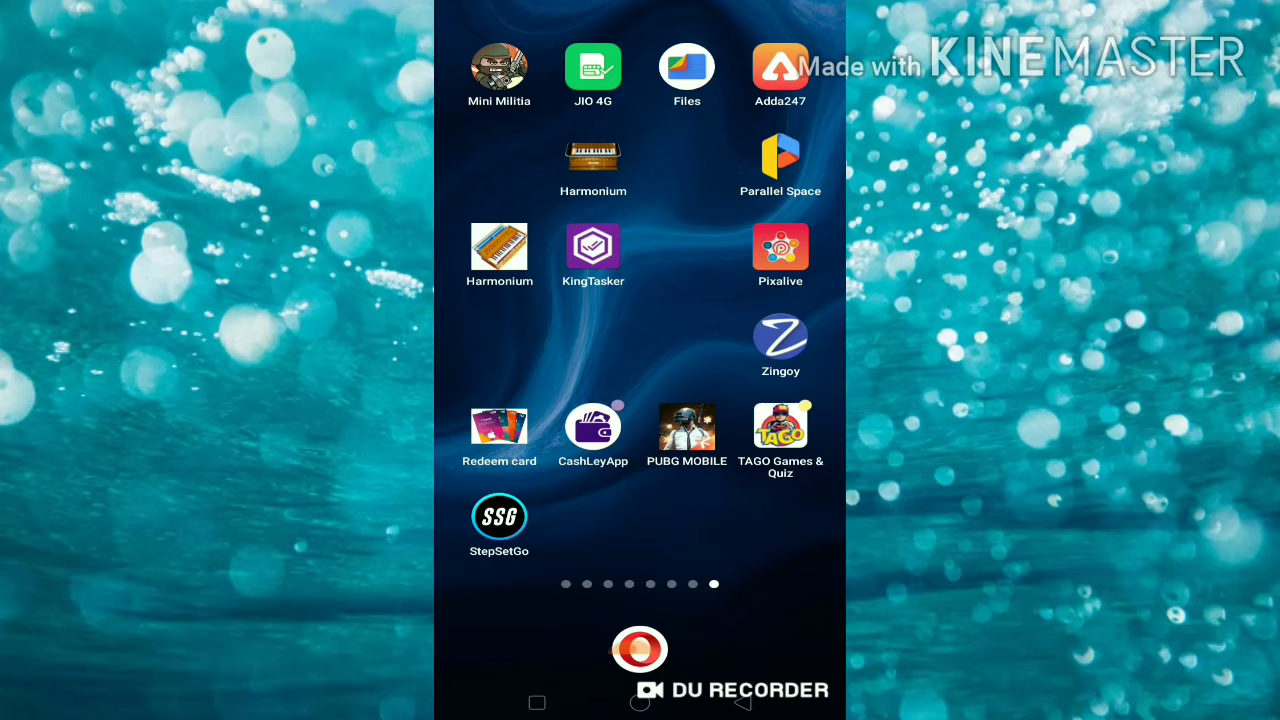 Made with KINEMASTER
Mini Militia
JIO 4G
Files
Adda247
Harmonium
Parallel Space
Harmonium
KingTasker
Pixalive
Zingoy
TAGO
Redeem card
CashLeyApp
PUBG MOBILE
TAGO Games &
Quiz
SSG
StepSetGo
DU RECORDER